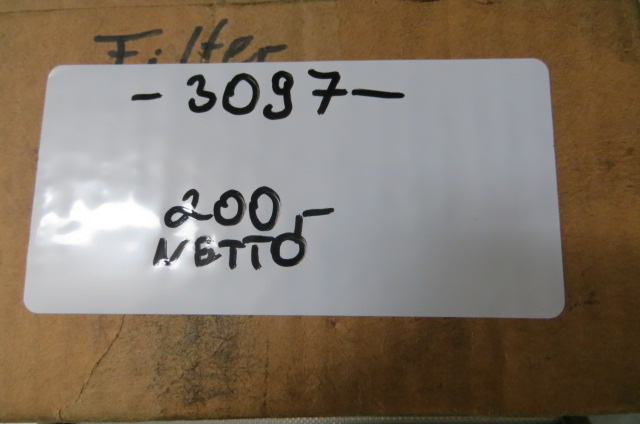 Filter
- 3097 -
200,-
NETTO